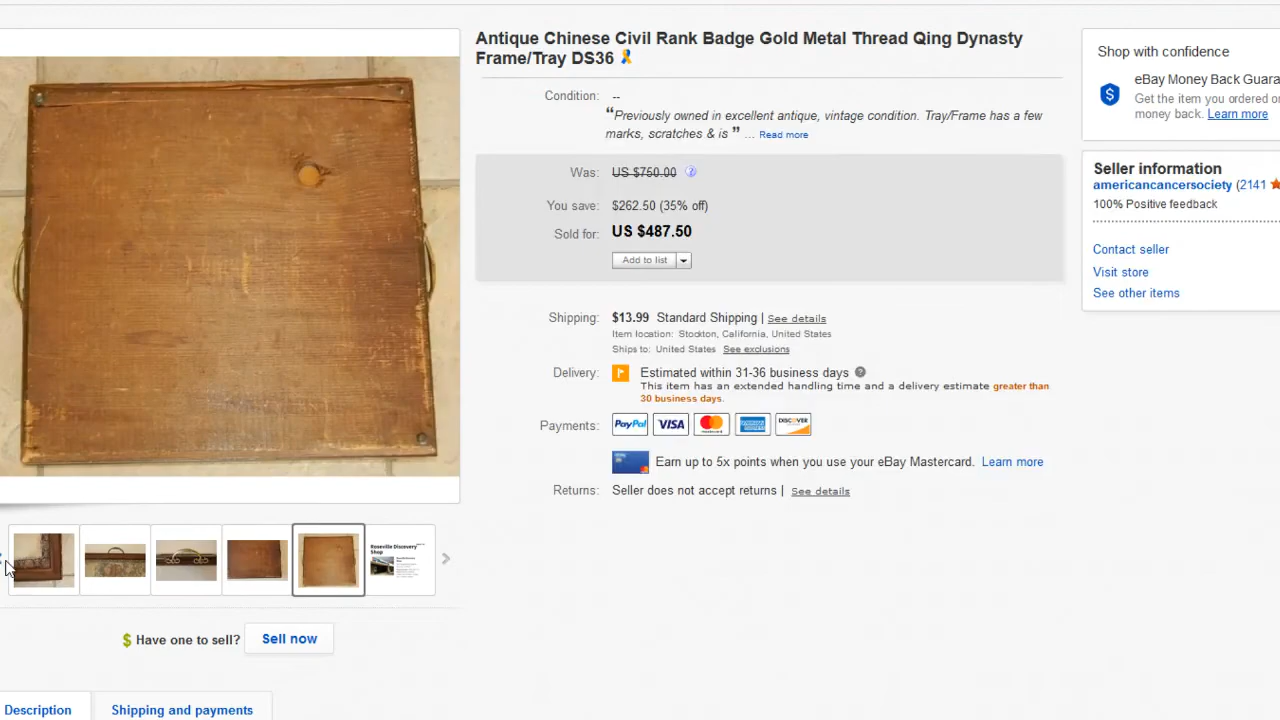 Antique Chinese Civil Rank Badge Gold Metal Thread Qing Dynasty
Frame/Tray DS36
Condition: --
“Previously owned in excellent antique, vintage condition. Tray/Frame has a few
marks, scratches & is ” ... Read more
Was: US $750.00
You save: $262.50 (35% off)
Sold for: US $487.50
Add to list
Shipping: $13.99 Standard Shipping | See details
Item location: Stockton, California, United States
Ships to: United States See exclusions
Delivery: Estimated within 31-36 business days
This item has an extended handling time and a delivery estimate greater than
30 business days.
Payments: PayPal VISA MasterCard DISCOVER
Earn up to 5x points when you use your eBay Mastercard. Learn more
Returns: Seller does not accept returns | See details
Shop with confidence
eBay Money Back Guara
Get the item you ordered or
money back. Learn more
Seller information
americancancersociety (2141
100% Positive feedback
Contact seller
Visit store
See other items
Roseville Discovery
Shop
$ Have one to sell? Sell now
Description
Shipping and payments